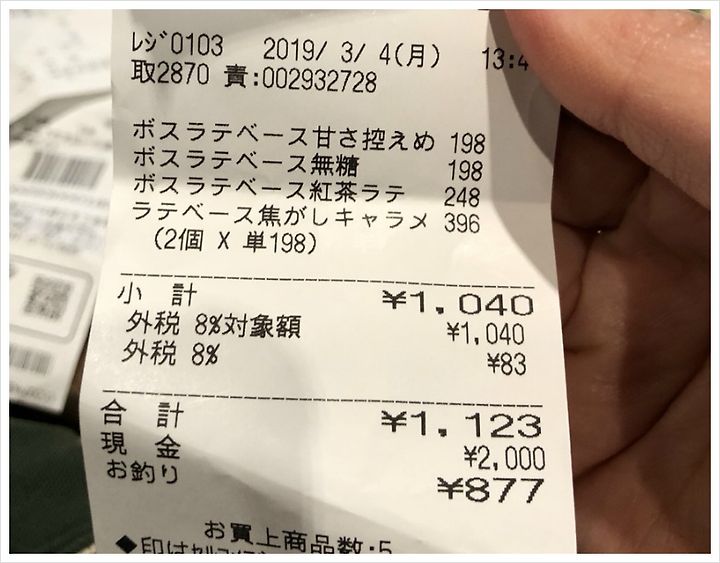 ﾚｼﾞ0103 2019/ 3/ 4(月) 13:4
取2870 責:002932728
ボスラテベース甘さ控えめ 198
ボスラテベース無糖 198
ボスラテベース紅茶ラテ 248
ラテベース焦がしキャラメ 396
(2個 X 単198)
小 計 ¥1,040
外税 8%対象額 ¥1,040
外税 8% ¥83
合 計 ¥1,123
現 金 ¥2,000
お釣り ¥877
お買上商品数:5
◆印は